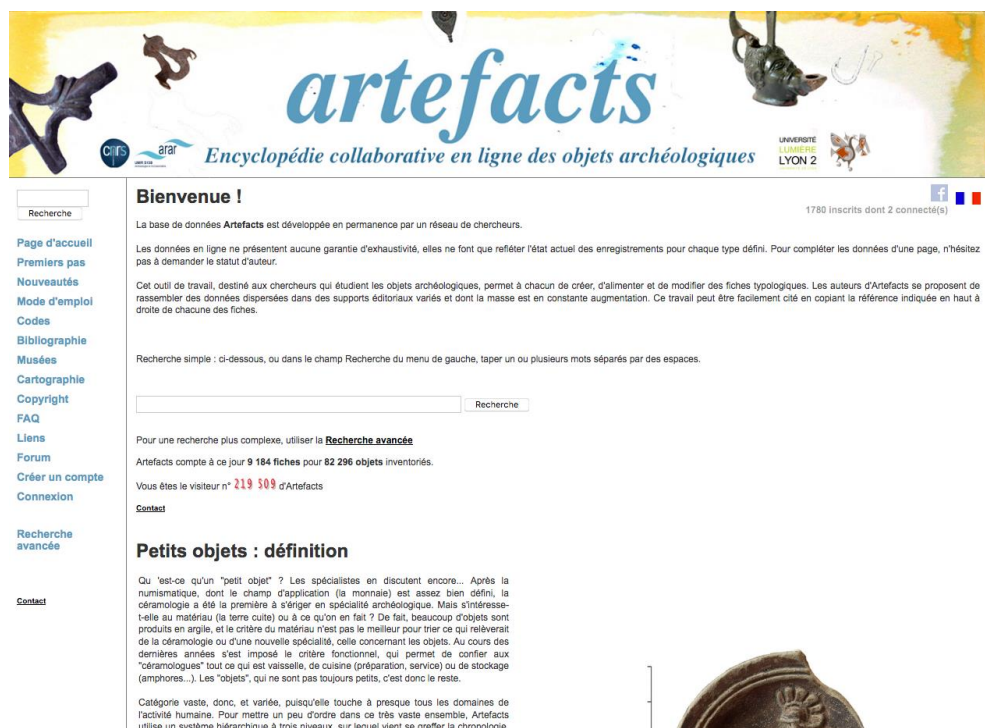 artefacts
cnrs
arar
Encyclopédie collaborative en ligne des objets archéologiques
UNIVERSITÉ
LUMIÈRE
LYON 2
Recherche
Page d'accueil
Premiers pas
Nouveautés
Mode d'emploi
Codes
Bibliographie
Musées
Cartographie
Copyright
FAQ
Liens
Forum
Créer un compte
Connexion
Recherche
avancée
Contact
Bienvenue !
f
1780 inscrits dont 2 connecté(s)
La base de données Artefacts est développée en permanence par un réseau de chercheurs.
Les données en ligne ne présentent aucune garantie d'exhaustivité, elles ne font que refléter l'état actuel des enregistrements pour chaque type défini. Pour compléter les données d'une page, n'hésitez
pas à demander le statut d'auteur.
Cet outil de travail, destiné aux chercheurs qui étudient les objets archéologiques, permet à chacun de créer, d'alimenter et de modifier des fiches typologiques. Les auteurs d'Artefacts se proposent de
rassembler des données dispersées dans des supports éditoriaux variés et dont la masse est en constante augmentation. Ce travail peut être facilement cité en copiant la référence indiquée en haut à
droite de chacune des fiches.
Recherche simple : ci-dessous, ou dans le champ Recherche du menu de gauche, taper un ou plusieurs mots séparés par des espaces.
Recherche
Pour une recherche plus complexe, utiliser la Recherche avancée
Artefacts compte à ce jour 9 184 fiches pour 82 296 objets inventoriés.
Vous êtes le visiteur n° 219 509 d'Artefacts
Contact
Petits objets : définition
Qu 'est-ce qu'un "petit objet" ? Les spécialistes en discutent encore... Après la
numismatique, dont le champ d'application (la monnaie) est assez bien défini, la
céramologie a été la première à s'ériger en spécialité archéologique. Mais s'intéresse-
t-elle au matériau (la terre cuite) ou à ce qu'on en fait ? De fait, beaucoup d'objets sont
produits en argile, et le critère du matériau n'est pas le meilleur pour trier ce qui relèverait
de la céramologie ou d'une nouvelle spécialité, celle concernant les objets. Au cours des
dernières années s'est imposé le critère fonctionnel, qui permet de confier aux
"céramologues" tout ce qui est vaisselle, de cuisine (préparation, service) ou de stockage
(amphores...). Les "objets", qui ne sont pas toujours petits, c'est donc le reste.
Catégorie vaste, donc, et variée, puisqu'elle touche à presque tous les domaines de
l'activité humaine. Pour mettre un peu d'ordre dans ce très vaste ensemble, Artefacts
utilise un système hiérarchique à trois niveaux, sur lequel vient se greffer la chronologie.